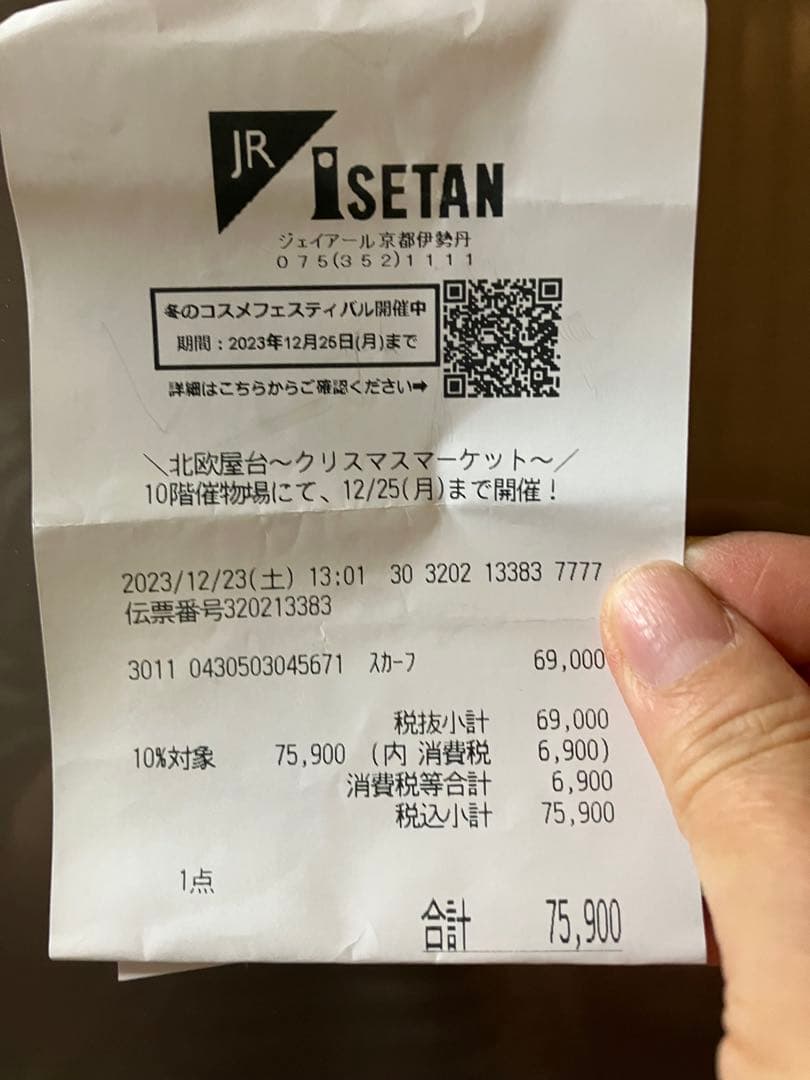 JR
ISETAN
ジェイアール京都伊勢丹
075(352)1111
冬のコスメフェスティバル開催中
期間：2023年12月25日(月)まで
詳細はこちらからご確認ください➡
＼北欧屋台～クリスマスマーケット～／
10階催物場にて、12/25(月)まで開催！
2023/12/23(土) 13:01 30 3202 13383 7777
伝票番号320213383
3011 0430503045671 ｽｶｰﾌ 69,000
税抜小計 69,000
10%対象 75,900 (内 消費税 6,900)
消費税等合計 6,900
税込小計 75,900
1点
合計 75,900